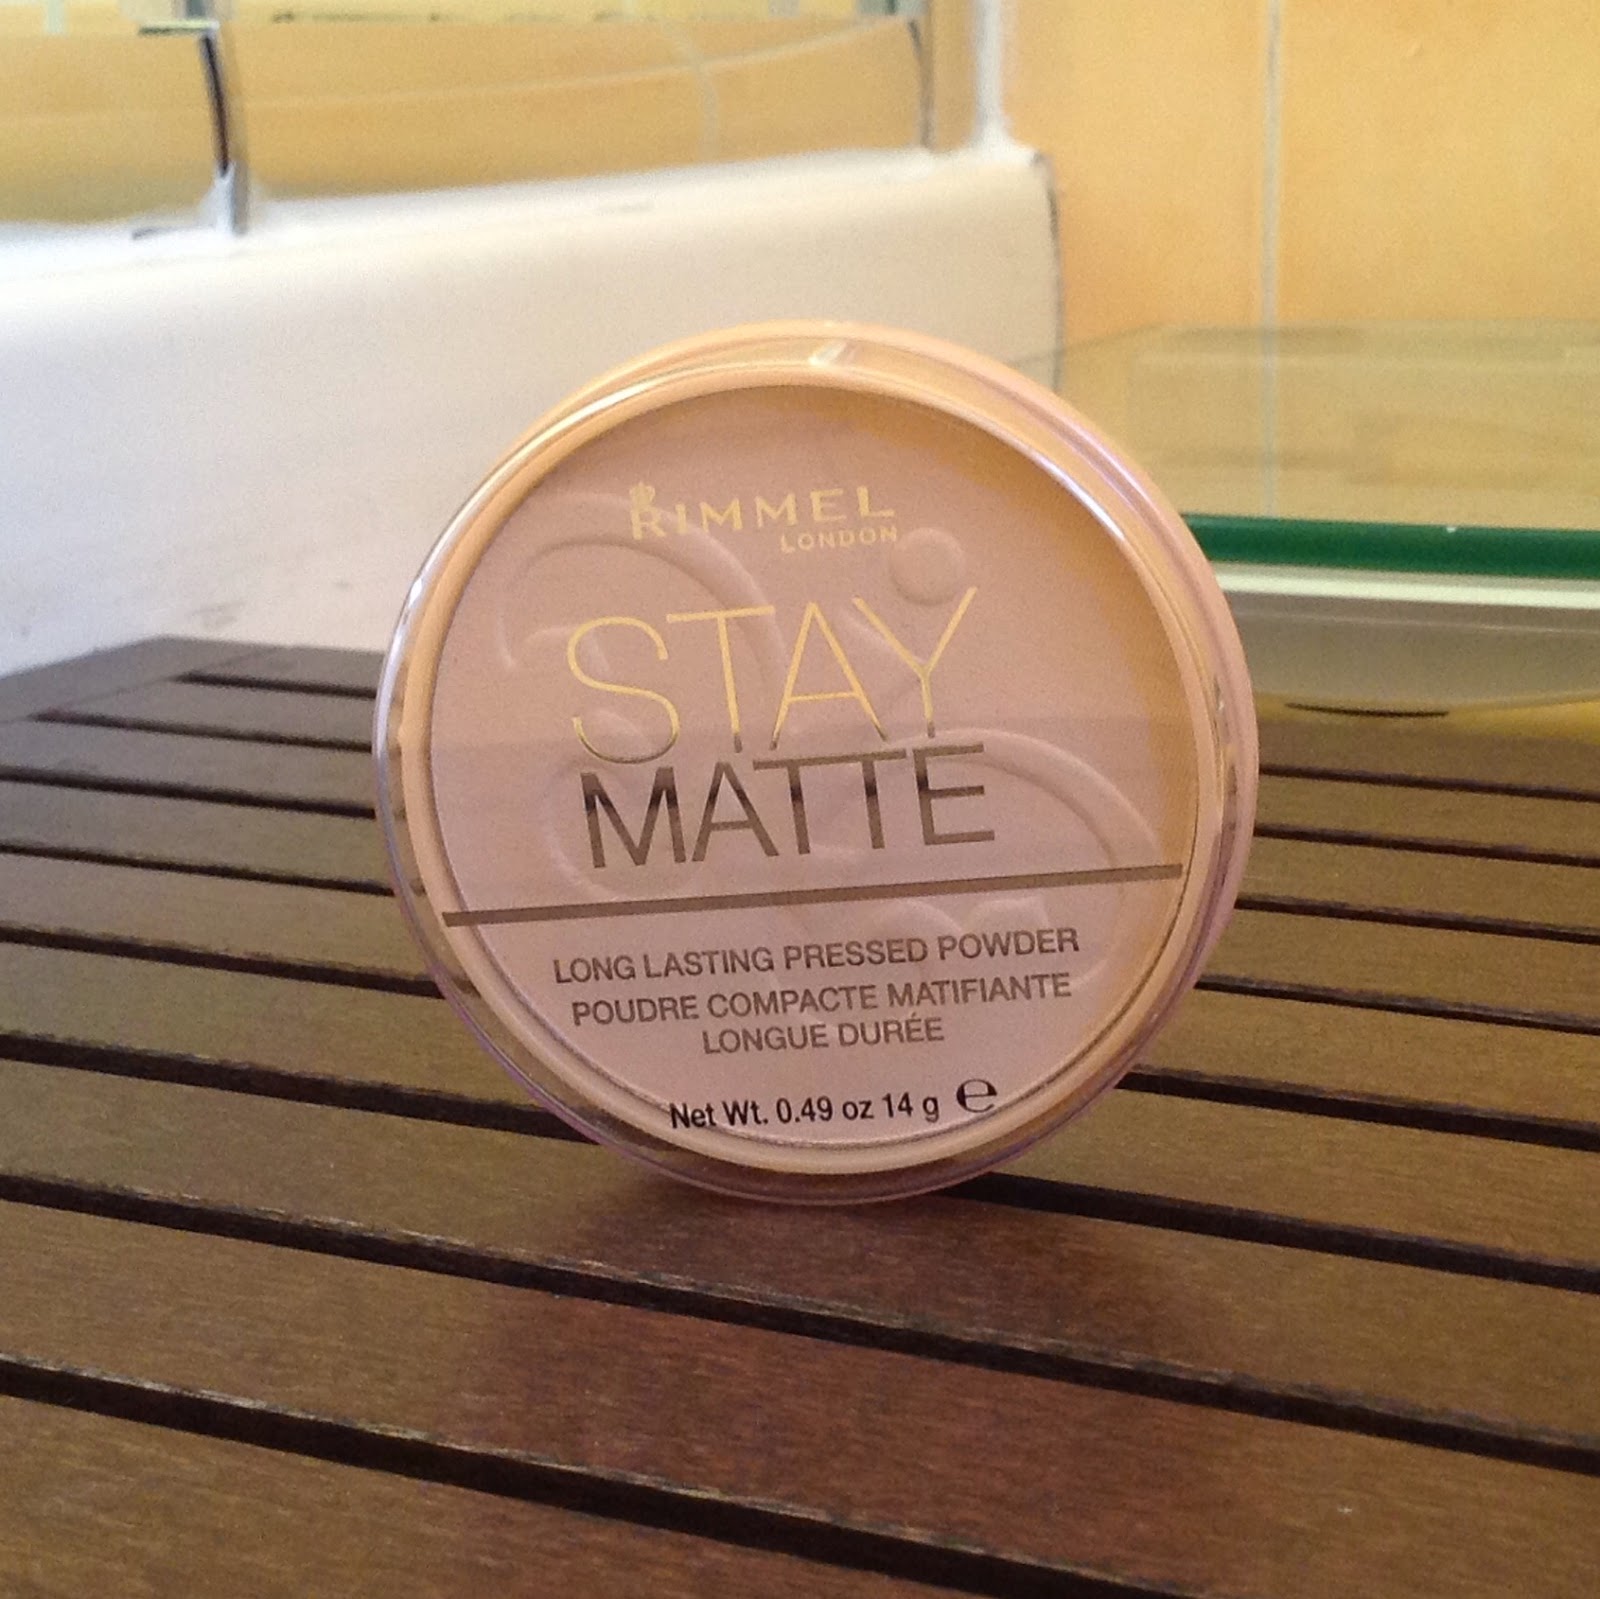 RIMMEL
LONDON
STAY
MATTE
LONG LASTING PRESSED POWDER
POUDRE COMPACTE MATIFIANTE
LONGUE DURÉE
Net Wt. 0.49 oz 14 g ℮